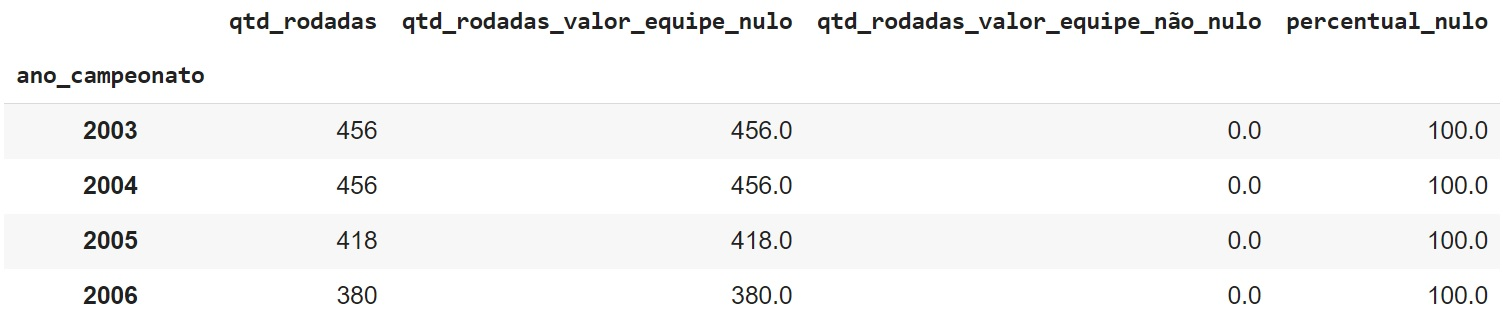 qtd_rodadas qtd_rodadas_valor_equipe_nulo qtd_rodadas_valor_equipe_não_nulo percentual_nulo
ano_campeonato
2003 456 456.0 0.0 100.0
2004 456 456.0 0.0 100.0
2005 418 418.0 0.0 100.0
2006 380 380.0 0.0 100.0